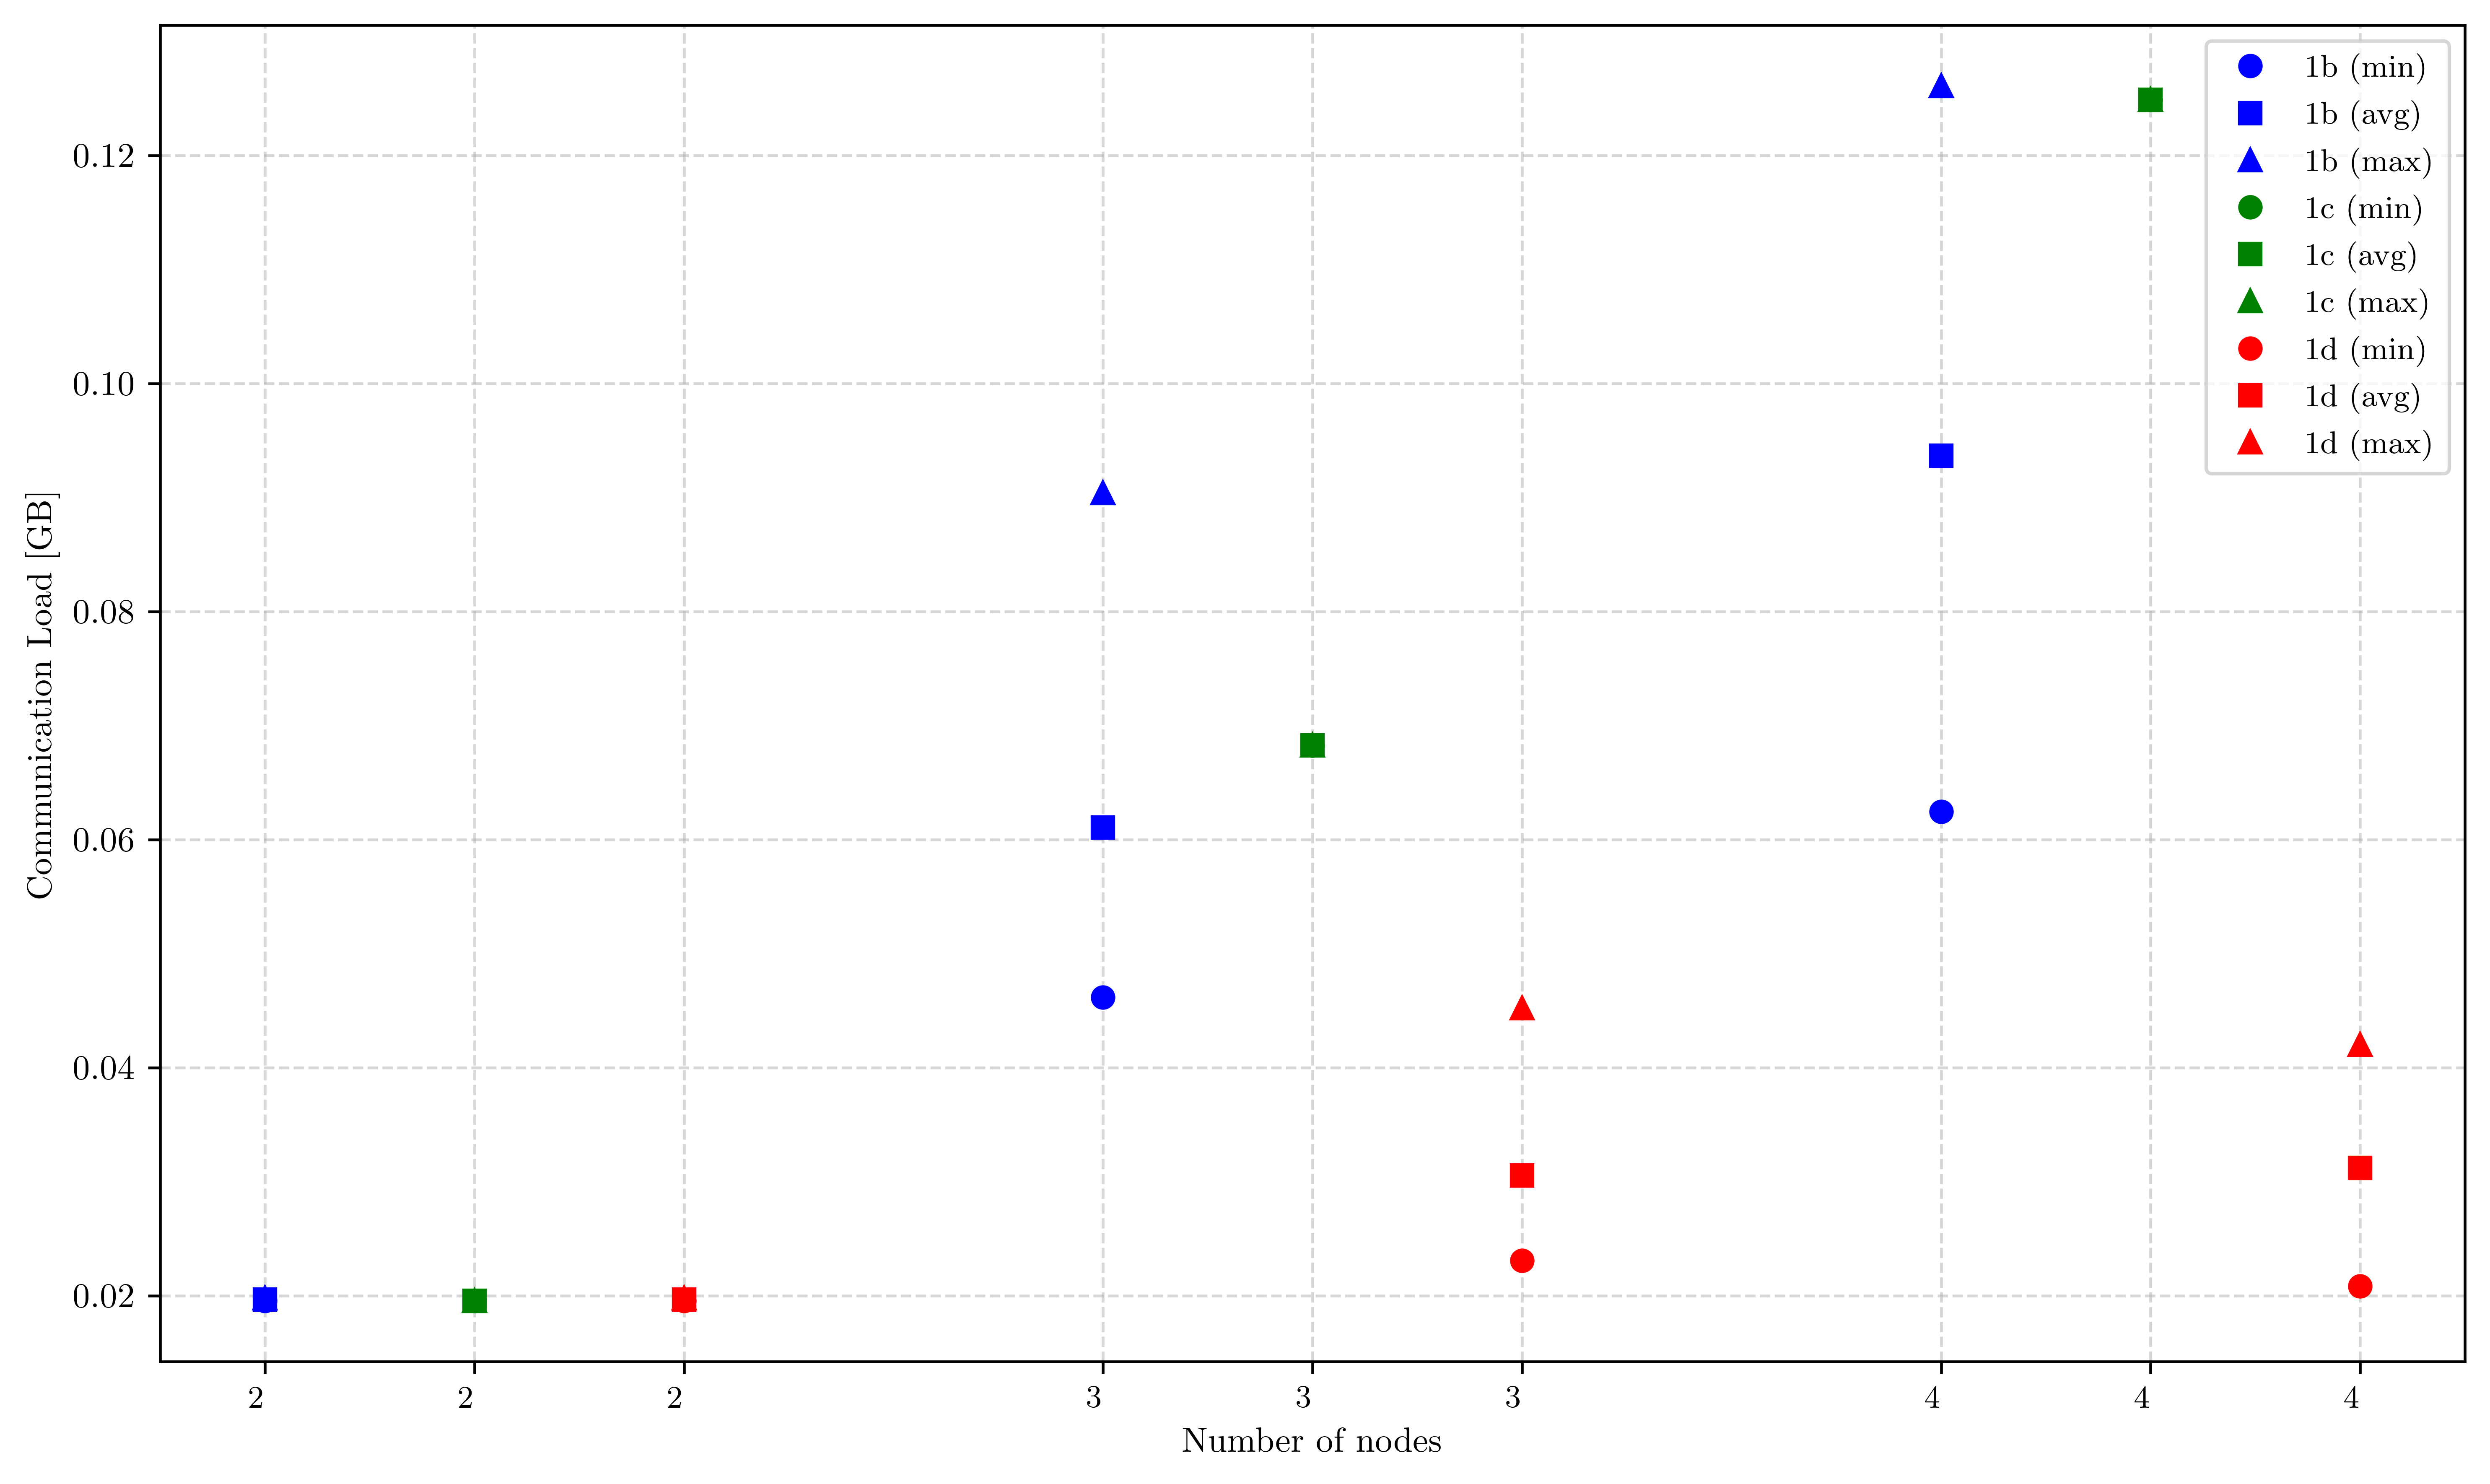 0.12
0.10
0.08
0.06
0.04
0.02
Communication Load [GB]
2 2 2 3 3 3 4 4 4
Number of nodes
1b (min)
1b (avg)
1b (max)
1c (min)
1c (avg)
1c (max)
1d (min)
1d (avg)
1d (max)